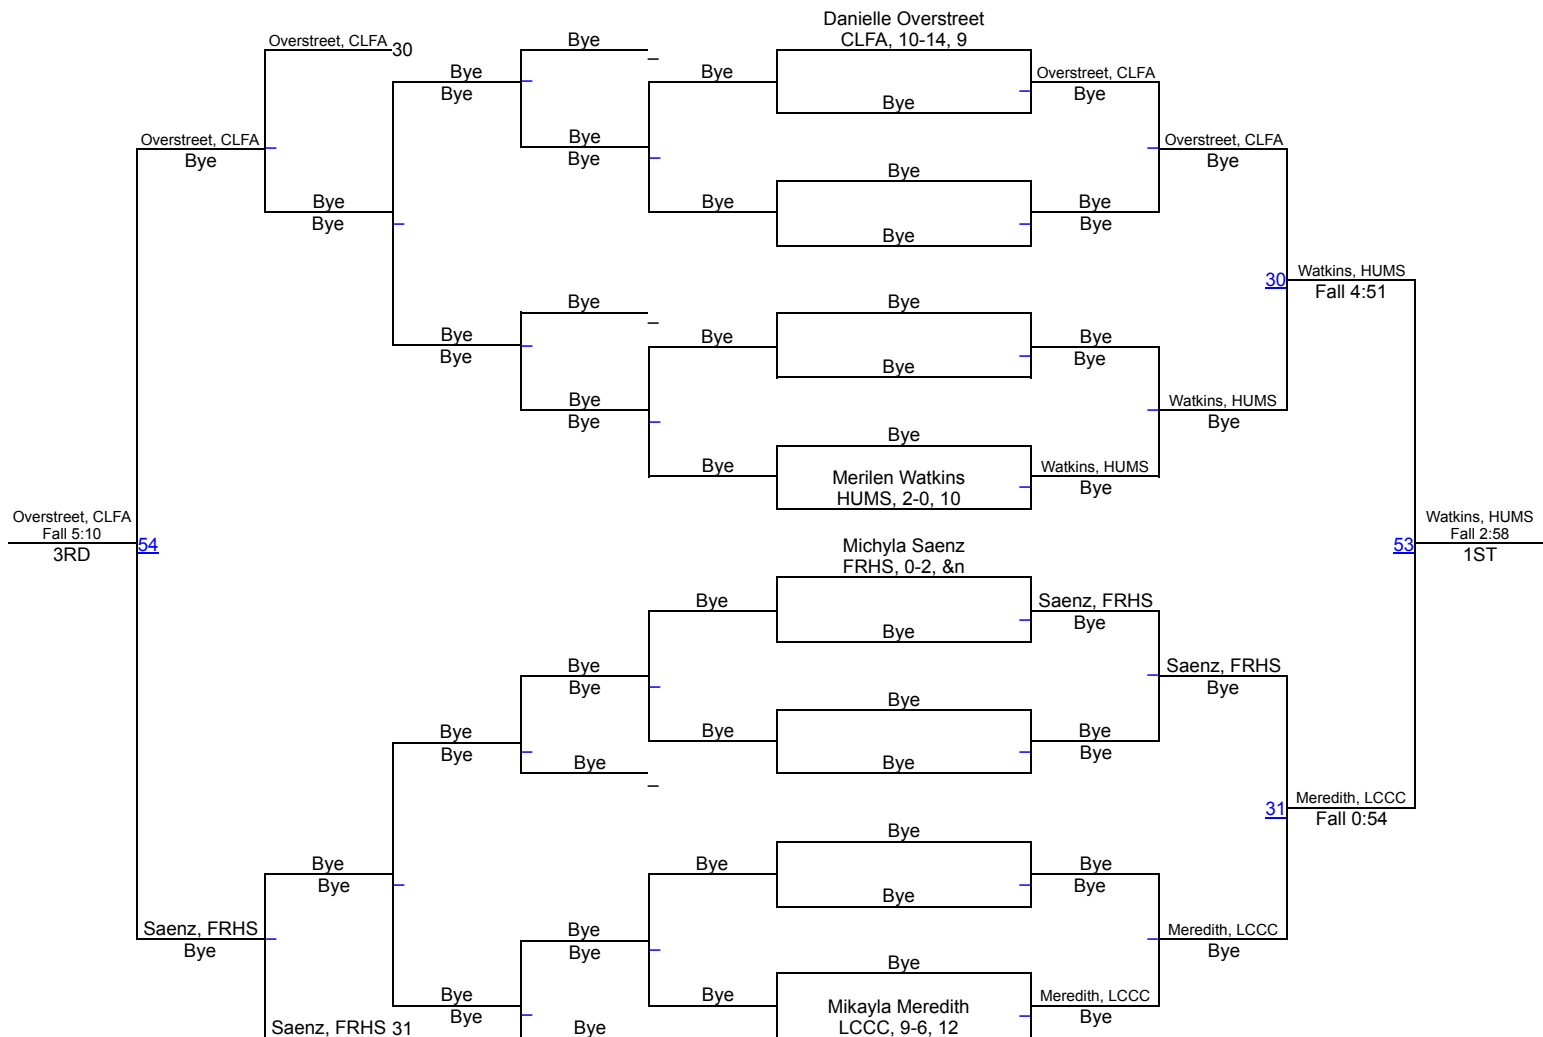 Danielle Overstreet
CLFA, 10-14, 9
Overstreet, CLFA 30
Bye
_
Bye
Bye
Bye
Bye
Bye
Bye
Bye
Overstreet, CLFA
Bye
Overstreet, CLFA
Bye
Overstreet, CLFA
Bye
Bye
Bye
Bye
Bye
Bye
Bye
Bye
30
Watkins, HUMS
Fall 4:51
Bye
_
Bye
Bye
Bye
Bye
Bye
Bye
Bye
Bye
Bye
Bye
Watkins, HUMS
Bye
Bye
Bye
Merilen Watkins
HUMS, 2-0, 10
Watkins, HUMS
Bye
Overstreet, CLFA
Fall 5:10
3RD
54
Watkins, HUMS
Fall 2:58
1ST
53
Michyla Saenz
FRHS, 0-2, &n
Bye
Saenz, FRHS
Bye
Bye
Bye
Bye
Saenz, FRHS
Bye
Bye
Bye
Bye
Bye
Bye
Bye
Bye
Bye
_
31
Meredith, LCCC
Fall 0:54
Bye
Bye
Bye
Bye
Bye
Bye
Bye
Saenz, FRHS
Bye
Bye
Bye
Meredith, LCCC
Bye
Bye
Bye
Bye
Bye
Mikayla Meredith
LCCC, 9-6, 12
Meredith, LCCC
Bye
Saenz, FRHS 31
Bye